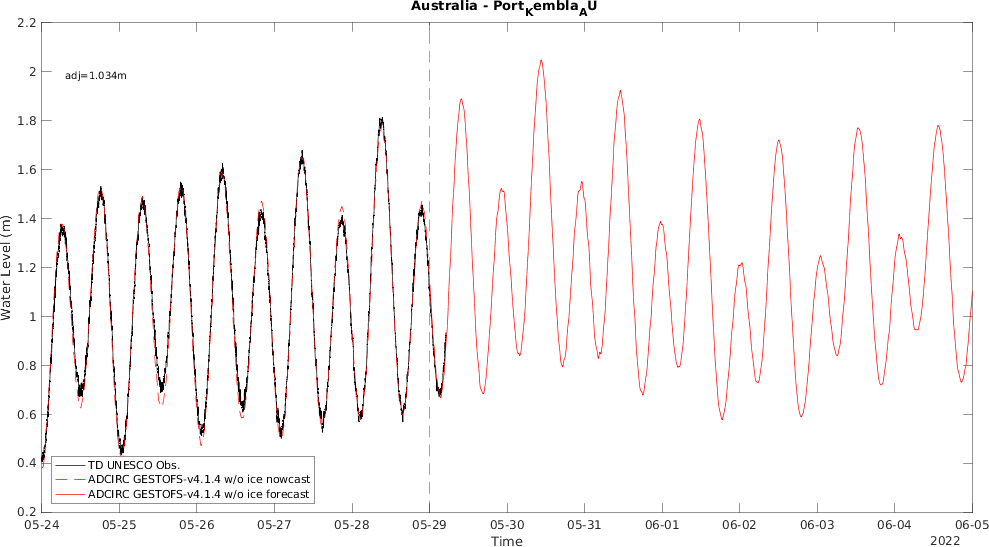 Australia - PortKemblaAU
adj=1.034m
Water Level (m)
2.2
2
1.8
1.6
1.4
1.2
1
0.8
0.6
0.4
0.2
TD UNESCO Obs.
ADCIRC GESTOFS-v4.1.4 w/o ice nowcast
ADCIRC GESTOFS-v4.1.4 w/o ice forecast
05-24 05-25 05-26 05-27 05-28 05-29 05-30 05-31 06-01 06-02 06-03 06-04 06-05
Time
2022